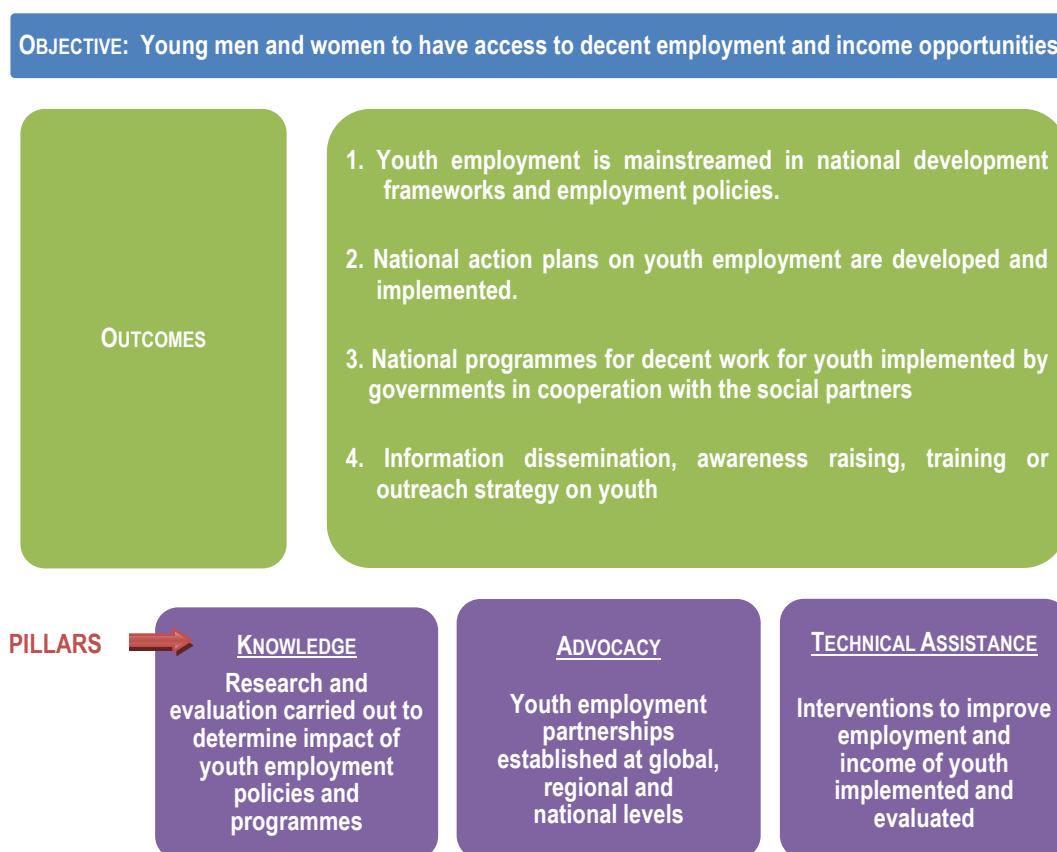 OBJECTIVE: Young men and women to have access to decent employment and income opportunities
OUTCOMES
1. Youth employment is mainstreamed in national development
frameworks and employment policies.
2. National action plans on youth employment are developed and
implemented.
3. National programmes for decent work for youth implemented by
governments in cooperation with the social partners
4. Information dissemination, awareness raising, training or
outreach strategy on youth
PILLARS
KNOWLEDGE
Research and
evaluation carried out to
determine impact of
youth employment
policies and
programmes
ADVOCACY
Youth employment
partnerships
established at global,
regional and
national levels
TECHNICAL ASSISTANCE
Interventions to improve
employment and
income of youth
implemented and
evaluated